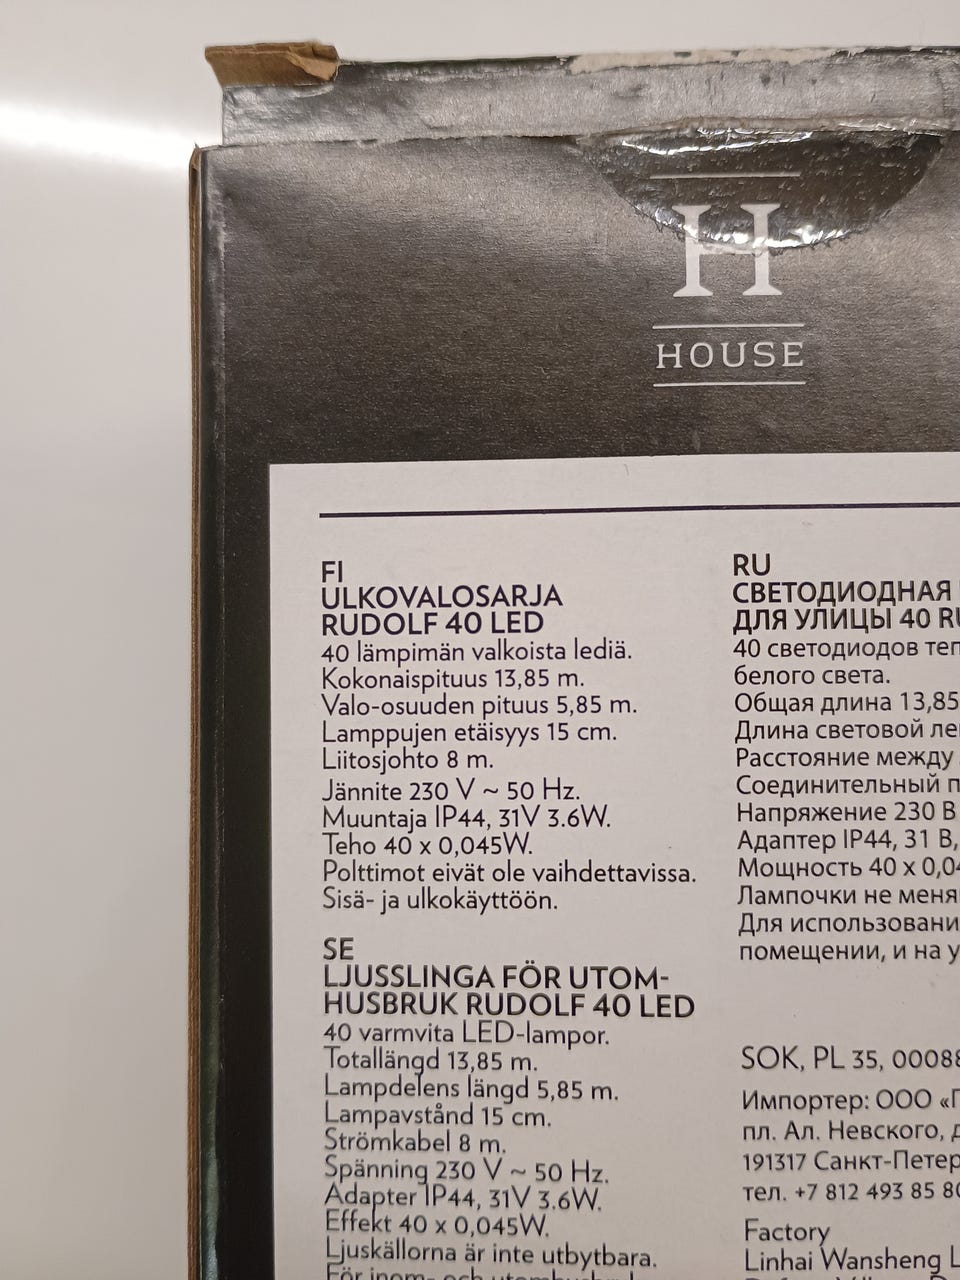 H
HOUSE
FI
ULKOVALOSARJA
RUDOLF 40 LED
40 lämpimän valkoista lediä.
Kokonaispituus 13,85 m.
Valo-osuuden pituus 5,85 m.
Lamppujen etäisyys 15 cm.
Liitosjohto 8 m.
Jännite 230 V ~ 50 Hz.
Muuntaja IP44, 31V 3.6W.
Teho 40 x 0,045W.
Polttimot eivät ole vaihdettavissa.
Sisä- ja ulkokäyttöön.
SE
LJUSSLINGA FÖR UTOM-
HUSBRUK RUDOLF 40 LED
40 varmvita LED-lampor.
Totallängd 13,85 m.
Lampdelens längd 5,85 m.
Lampavstånd 15 cm.
Strömkabel 8 m.
Spänning 230 V ~ 50 Hz.
Adapter IP44, 31V 3.6W.
Effekt 40 x 0,045W.
Ljuskällorna är inte utbytbara.
För inom- och
RU
СВЕТОДИОДНАЯ
ДЛЯ УЛИЦЫ 40
40 светодиодов
белого света.
Общая длина 13,85
Длина световой
Расстояние между
Соединительный
Напряжение 230 В
Адаптер IP44, 31 В,
Мощность 40 x
Лампочки не
Для
помещении, и на
SOK, PL 35,
Импортер: ООО
пл. Ал. Невского,
191317
тел. +7 812 493 85
Factory
Linhai Wansheng